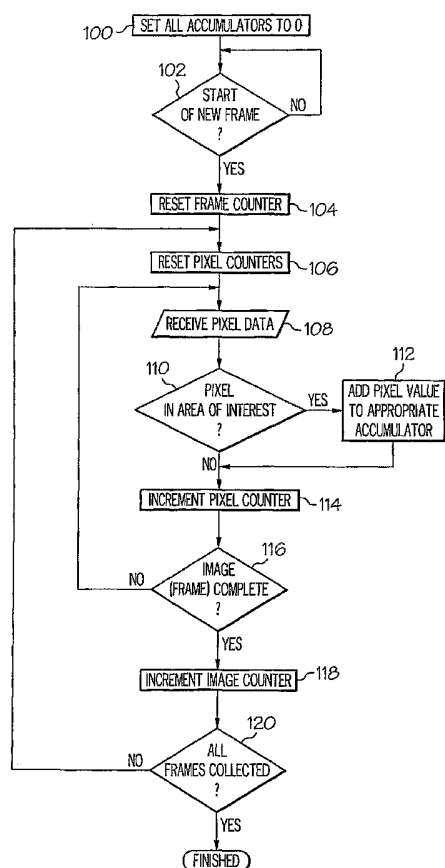 SET ALL ACCUMULATORS TO 0
100
102
START
OF NEW FRAME
?
NO
YES
RESET FRAME COUNTER
104
RESET PIXEL COUNTERS
106
RECEIVE PIXEL DATA
108
110
PIXEL
IN AREA OF INTEREST
?
YES
112
ADD PIXEL VALUE
TO APPROPRIATE
ACCUMULATOR
NO
INCREMENT PIXEL COUNTER
114
116
IMAGE
(FRAME) COMPLETE
?
NO
YES
INCREMENT IMAGE COUNTER
118
120
ALL
FRAMES COLLECTED
?
NO
YES
FINISHED